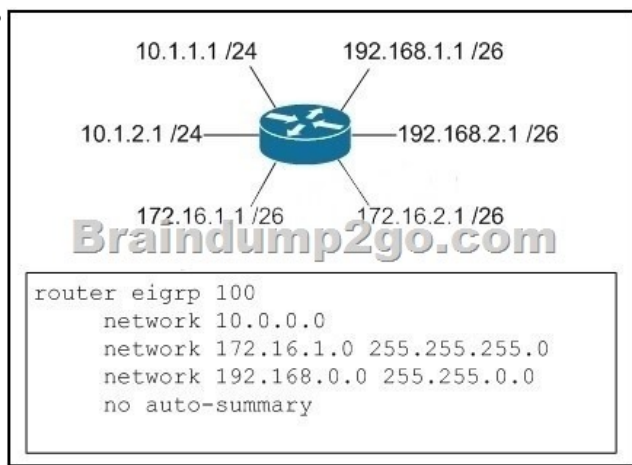 10.1.1.1 /24 192.168.1.1 /26
10.1.2.1 /24 192.168.2.1 /26
172.16.1.1 /26 172.16.2.1 /26
Braindump2go.com
router eigrp 100
network 10.0.0.0
network 172.16.1.0 255.255.255.0
network 192.168.0.0 255.255.0.0
no auto-summary